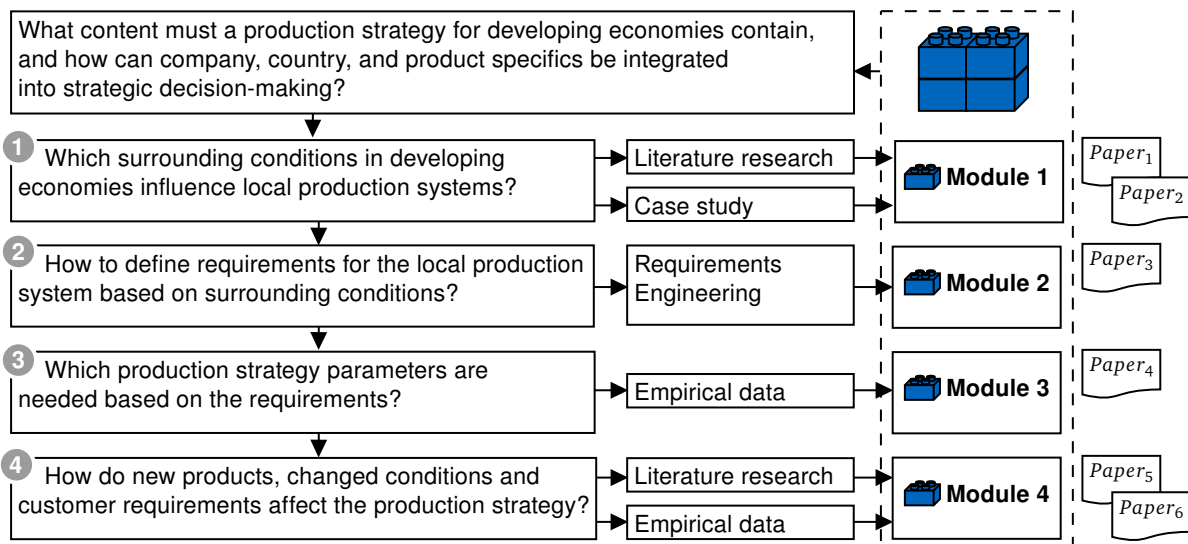 What content must a production strategy for developing economies contain,
and how can company, country, and product specifics be integrated
into strategic decision-making?
1
Which surrounding conditions in developing
economies influence local production systems?
Literature research
Case study
Module 1
Paper₁
Paper₂
2
How to define requirements for the local production
system based on surrounding conditions?
Requirements
Engineering
Module 2
Paper₃
3
Which production strategy parameters are
needed based on the requirements?
Empirical data
Module 3
Paper₄
4
How do new products, changed conditions and
customer requirements affect the production strategy?
Literature research
Empirical data
Module 4
Paper₅
Paper₆